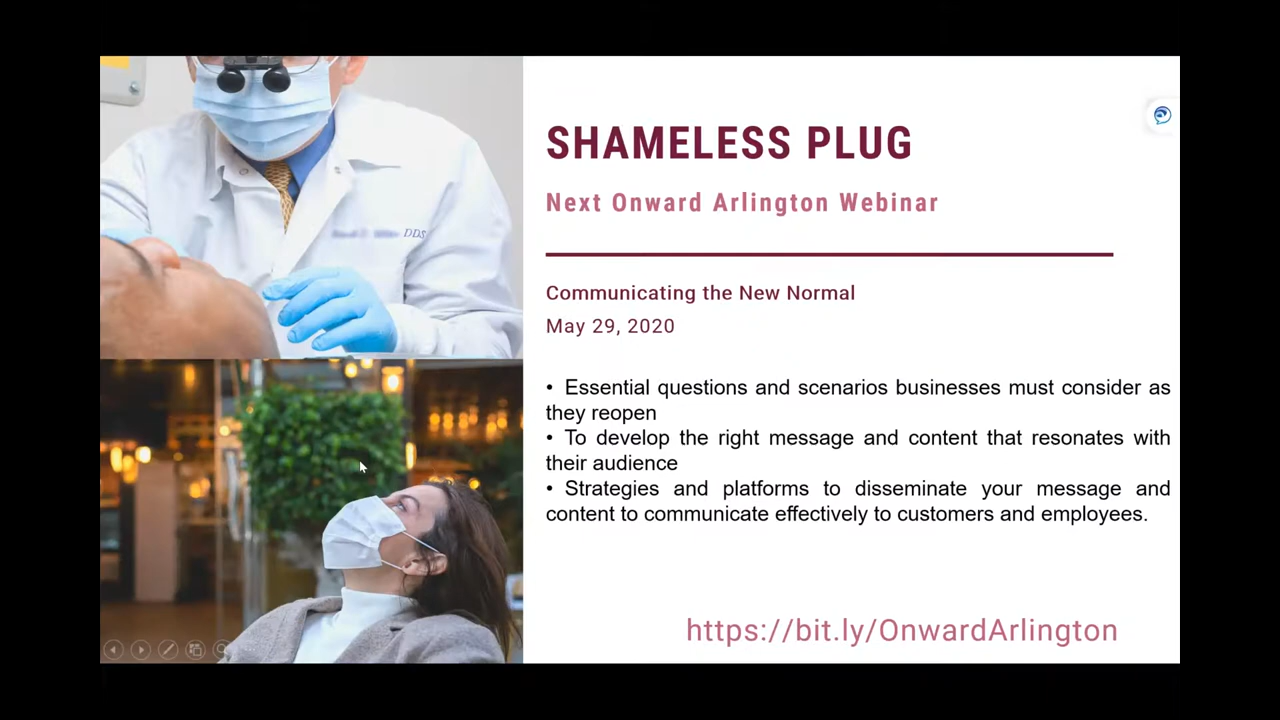 DDS
SHAMELESS PLUG
Next Onward Arlington Webinar
Communicating the New Normal
May 29, 2020
• Essential questions and scenarios businesses must consider as
they reopen
• To develop the right message and content that resonates with
their audience
• Strategies and platforms to disseminate your message and
content to communicate effectively to customers and employees.
https://bit.ly/OnwardArlington